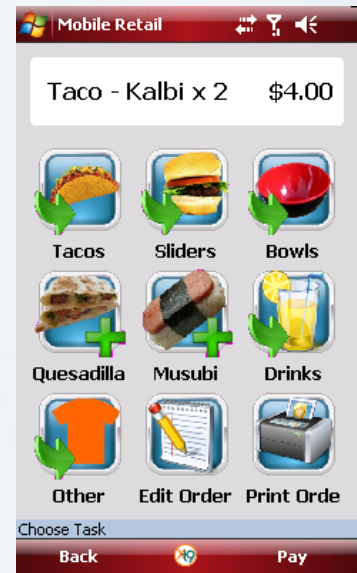 Mobile Retail
Taco - Kalbi x 2 $4.00
Tacos Sliders Bowls
Quesadilla Musubi Drinks
Other Edit Order Print Orde
Choose Task
Back Pay